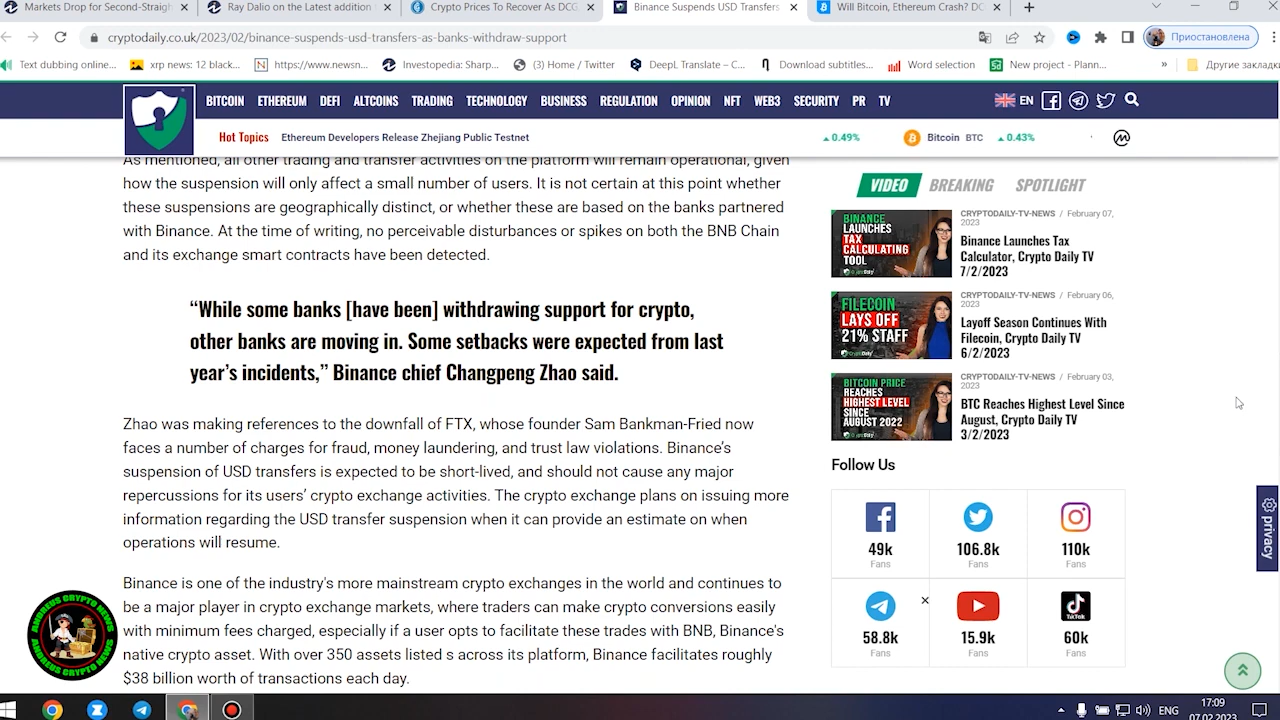 Markets Drop for Second-Straigh
Ray Dalio on the Latest addition
Crypto Prices To Recover As DCG
Binance Suspends USD Transfers
Will Bitcoin, Ethereum Crash? DC
cryptodaily.co.uk/2023/02/binance-suspends-usd-transfers-as-banks-withdraw-support
Приостановлена
Text dubbing online...
xrp news: 12 black...
https://www.newsn...
Investopedia: Sharp...
(3) Home / Twitter
DeepL Translate – C...
Download subtitles...
Word selection
New project - Plann...
»
Другие закладки
BITCOIN ETHEREUM DEFI ALTCOINS TRADING TECHNOLOGY BUSINESS REGULATION OPINION NFT WEB3 SECURITY PR TV
EN
Hot Topics
Ethereum Developers Release Zhejiang Public Testnet
0.49%
Bitcoin BTC
0.43%
As mentioned, all other trading and transfer activities on the platform will remain operational, given
how the suspension will only affect a small number of users. It is not certain at this point whether
these suspensions are geographically distinct, or whether these are based on the banks partnered
with Binance. At the time of writing, no perceivable disturbances or spikes on both the BNB Chain
and its exchange smart contracts have been detected.
“While some banks [have been] withdrawing support for crypto,
other banks are moving in. Some setbacks were expected from last
year’s incidents,” Binance chief Changpeng Zhao said.
Zhao was making references to the downfall of FTX, whose founder Sam Bankman-Fried now
faces a number of charges for fraud, money laundering, and trust law violations. Binance’s
suspension of USD transfers is expected to be short-lived, and should not cause any major
repercussions for its users’ crypto exchange activities. The crypto exchange plans on issuing more
information regarding the USD transfer suspension when it can provide an estimate on when
operations will resume.
Binance is one of the industry's more mainstream crypto exchanges in the world and continues to
be a major player in crypto exchange markets, where traders can make crypto conversions easily
with minimum fees charged, especially if a user opts to facilitate these trades with BNB, Binance's
native crypto asset. With over 350 assets listed s across its platform, Binance facilitates roughly
$38 billion worth of transactions each day.
VIDEO BREAKING SPOTLIGHT
BINANCE
LAUNCHES
TAX
CALCULATING
TOOL
CRYPTODAILY-TV-NEWS / February 07,
2023
Binance Launches Tax
Calculator, Crypto Daily TV
7/2/2023
FILECOIN
LAYS OFF
21% STAFF
CRYPTODAILY-TV-NEWS / February 06,
2023
Layoff Season Continues With
Filecoin, Crypto Daily TV
6/2/2023
BITCOIN PRICE
REACHES
HIGHEST LEVEL
SINCE
AUGUST 2022
CRYPTODAILY-TV-NEWS / February 03,
2023
BTC Reaches Highest Level Since
August, Crypto Daily TV
3/2/2023
Follow Us
49k
Fans
106.8k
Fans
110k
Fans
58.8k
Fans
15.9k
Fans
TikTok
60k
Fans
privacy
ANDREUS CRYPTO NEWS
ANDREUS CRYPTO NEWS
ENG
17:09
07.02.2023